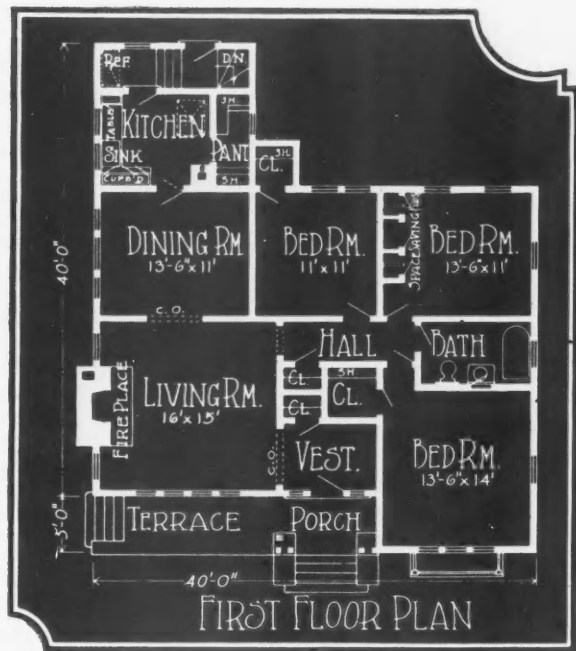 REF.
DN.
TABLE
KITCHEN
SH.
SINK
PANT.
CUPB'D
SH.
CL.
SH.
DINING RM.
13'-6" x 11'
BED RM.
11' x 11'
SPACE SAVING
BED RM.
13'-6" x 11'
40'-0"
C.O.
HALL
BATH
FIRE PLACE
LIVING RM.
16' x 15'
CL.
CL.
SH.
CL.
C.O.
VEST.
BED RM.
13'-6" x 14'
5'-0"
TERRACE
PORCH
40'-0"
FIRST FLOOR PLAN